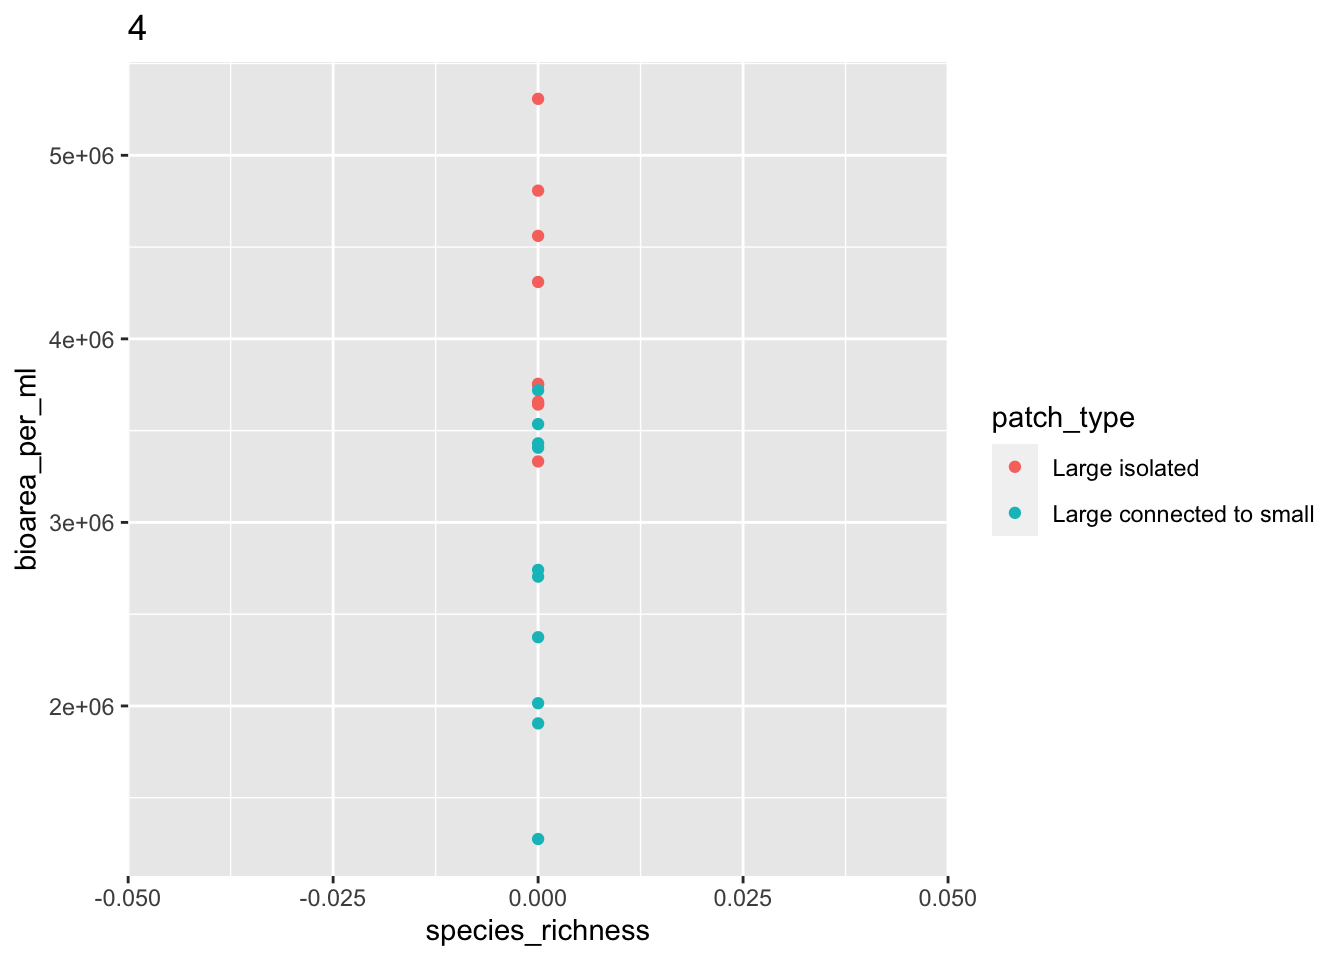 4
5e+06
4e+06
3e+06
2e+06
bioarea_per_ml
-0.050
-0.025
0.000
0.025
0.050
species_richness
patch_type
Large isolated
Large connected to small